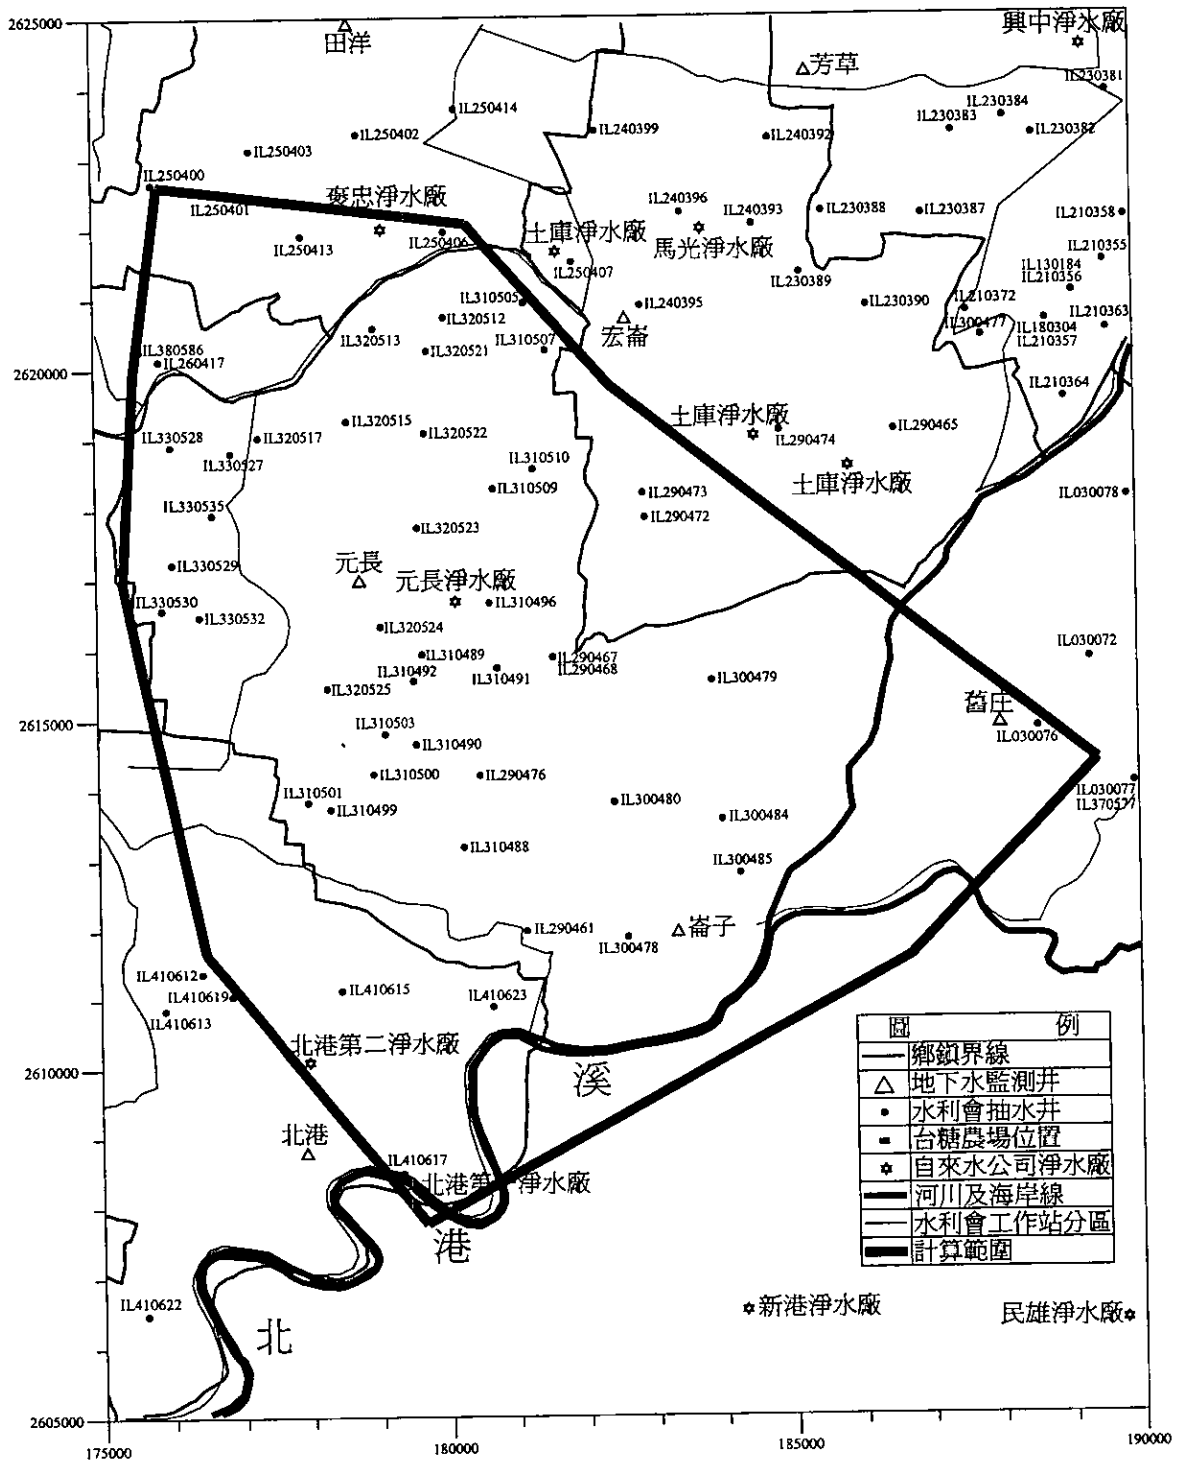 2625000
田洋
興中淨水廠
芳草
IL230381
IL250414
IL230384
IL230383
IL230382
IL250402
IL240399
IL240392
IL250403
IL250400
褒忠淨水廠
IL250401
IL240396
IL240393
IL230388
IL230387
IL210358
土庫淨水廠
馬光淨水廠
IL250413
IL250406
IL250407
IL210355
IL130184
IL210356
IL230389
IL310505
IL240395
IL230390
IL210372
IL320512
宏崙
IL300477
IL180304
IL210363
IL210357
IL320513
IL310507
IL380586
IL320521
IL260417
2620000
IL210364
土庫淨水廠
IL320515
IL290465
IL330528
IL320517
IL320522
IL290474
IL330527
IL310510
土庫淨水廠
IL310509
IL290473
IL030078
IL330535
IL290472
IL320523
元長
IL330529
元長淨水廠
IL330530
IL310496
IL330532
IL320524
IL030072
IL310489
IL290467
IL310492
IL290468
IL310491
IL300479
IL320525
舊庄
2615000
IL310503
IL030076
IL310490
IL310500
IL290476
IL030077
IL310501
IL370577
IL310499
IL300480
IL300484
IL310488
IL300485
IL290461
崙子
IL300478
IL410612
IL410619
IL410615
IL410623
IL410613
圖 例
北港第二淨水廠
鄉鎮界線
2610000
溪
地下水監測井
水利會抽水井
北港
台糖農場位置
IL410617
自來水公司淨水廠
北港第一淨水廠
河川及海岸線
水利會工作站分區
港
計算範圍
IL410622
新港淨水廠
民雄淨水廠
北
2605000
175000
180000
185000
190000